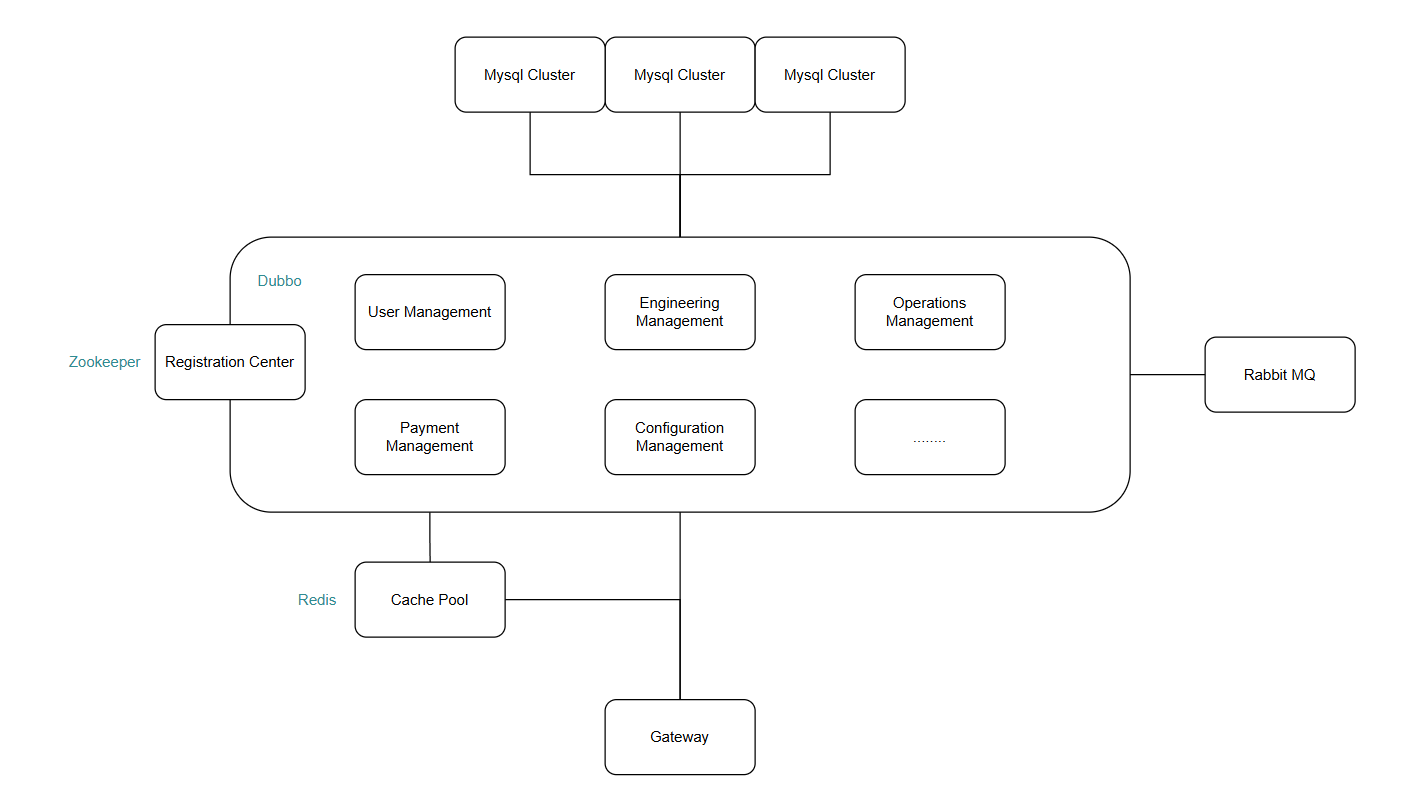 Mysql Cluster
Mysql Cluster
Mysql Cluster
Dubbo
User Management
Engineering
Management
Operations
Management
Zookeeper
Registration Center
Rabbit MQ
Payment
Management
Configuration
Management
........
Redis
Cache Pool
Gateway